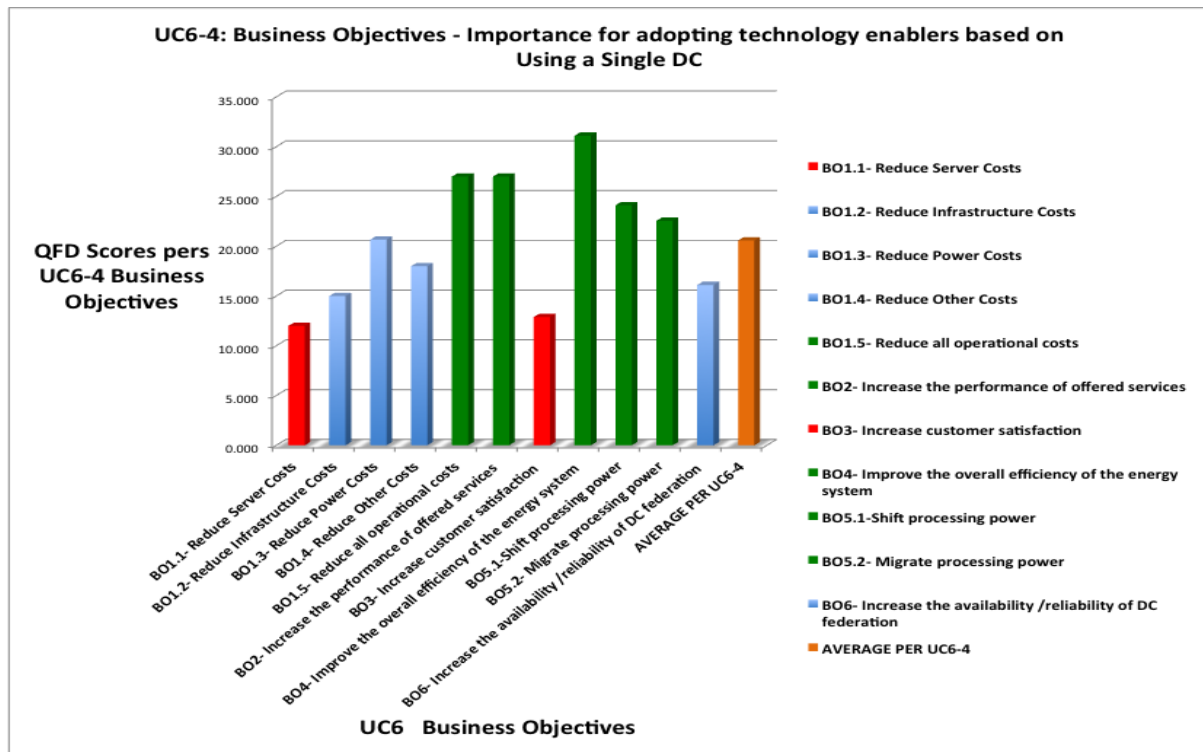 UC6-4: Business Objectives - Importance for adopting technology enablers based on
Using a Single DC
QFD Scores pers
UC6-4 Business
Objectives
35.000
30.000
25.000
20.000
15.000
10.000
5.000
0.000
BO1.1- Reduce Server Costs
BO1.2- Reduce Infrastructure Costs
BO1.3- Reduce Power Costs
BO1.4- Reduce Other Costs
BO1.5- Reduce all operational costs
BO2- Increase the performance of offered services
BO3- Increase customer satisfaction
BO4- Improve the overall efficiency of the energy system
BO5.1-Shift processing power
BO5.2- Migrate processing power
BO6- Increase the availability /reliability of DC federation
AVERAGE PER UC6-4
UC6 Business Objectives
BO1.1- Reduce Server Costs
BO1.2- Reduce Infrastructure Costs
BO1.3- Reduce Power Costs
BO1.4- Reduce Other Costs
BO1.5- Reduce all operational costs
BO2- Increase the performance of offered services
BO3- Increase customer satisfaction
BO4- Improve the overall efficiency of the energy
system
BO5.1-Shift processing power
BO5.2- Migrate processing power
BO6- Increase the availability /reliability of DC
federation
AVERAGE PER UC6-4